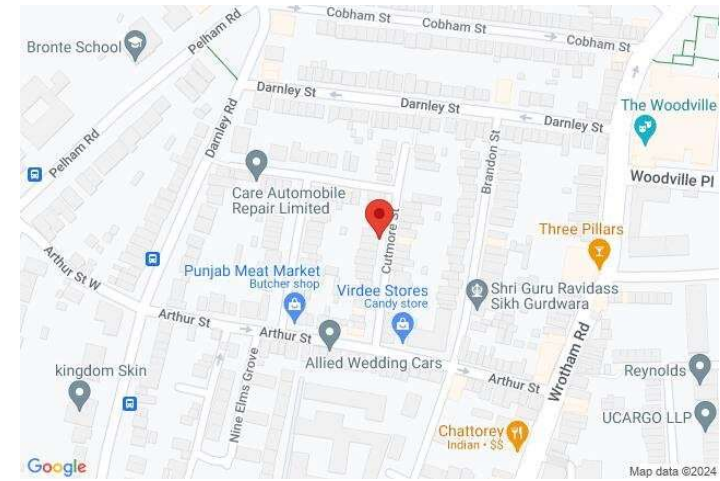 Cobham St
Cobham St
Cobham St
Bronte School
Pelham Rd
Darnley St
Darnley St
Darnley St
The Woodville
Darnley Rd
Pelham Rd
Brandon St
Woodville Pl
Care Automobile
Repair Limited
Cutmore St
Three Pillars
Arthur St W
Punjab Meat Market
Butcher shop
Virdee Stores
Candy store
Shri Guru Ravidass
Sikh Gurdwara
Arthur St
Arthur St
Allied Wedding Cars
Wrotham Rd
kingdom Skin
Nine Elms Grove
Arthur St
Reynolds
UCARGO LLP
Chattorey
Indian • $$
Google
Map data ©2024